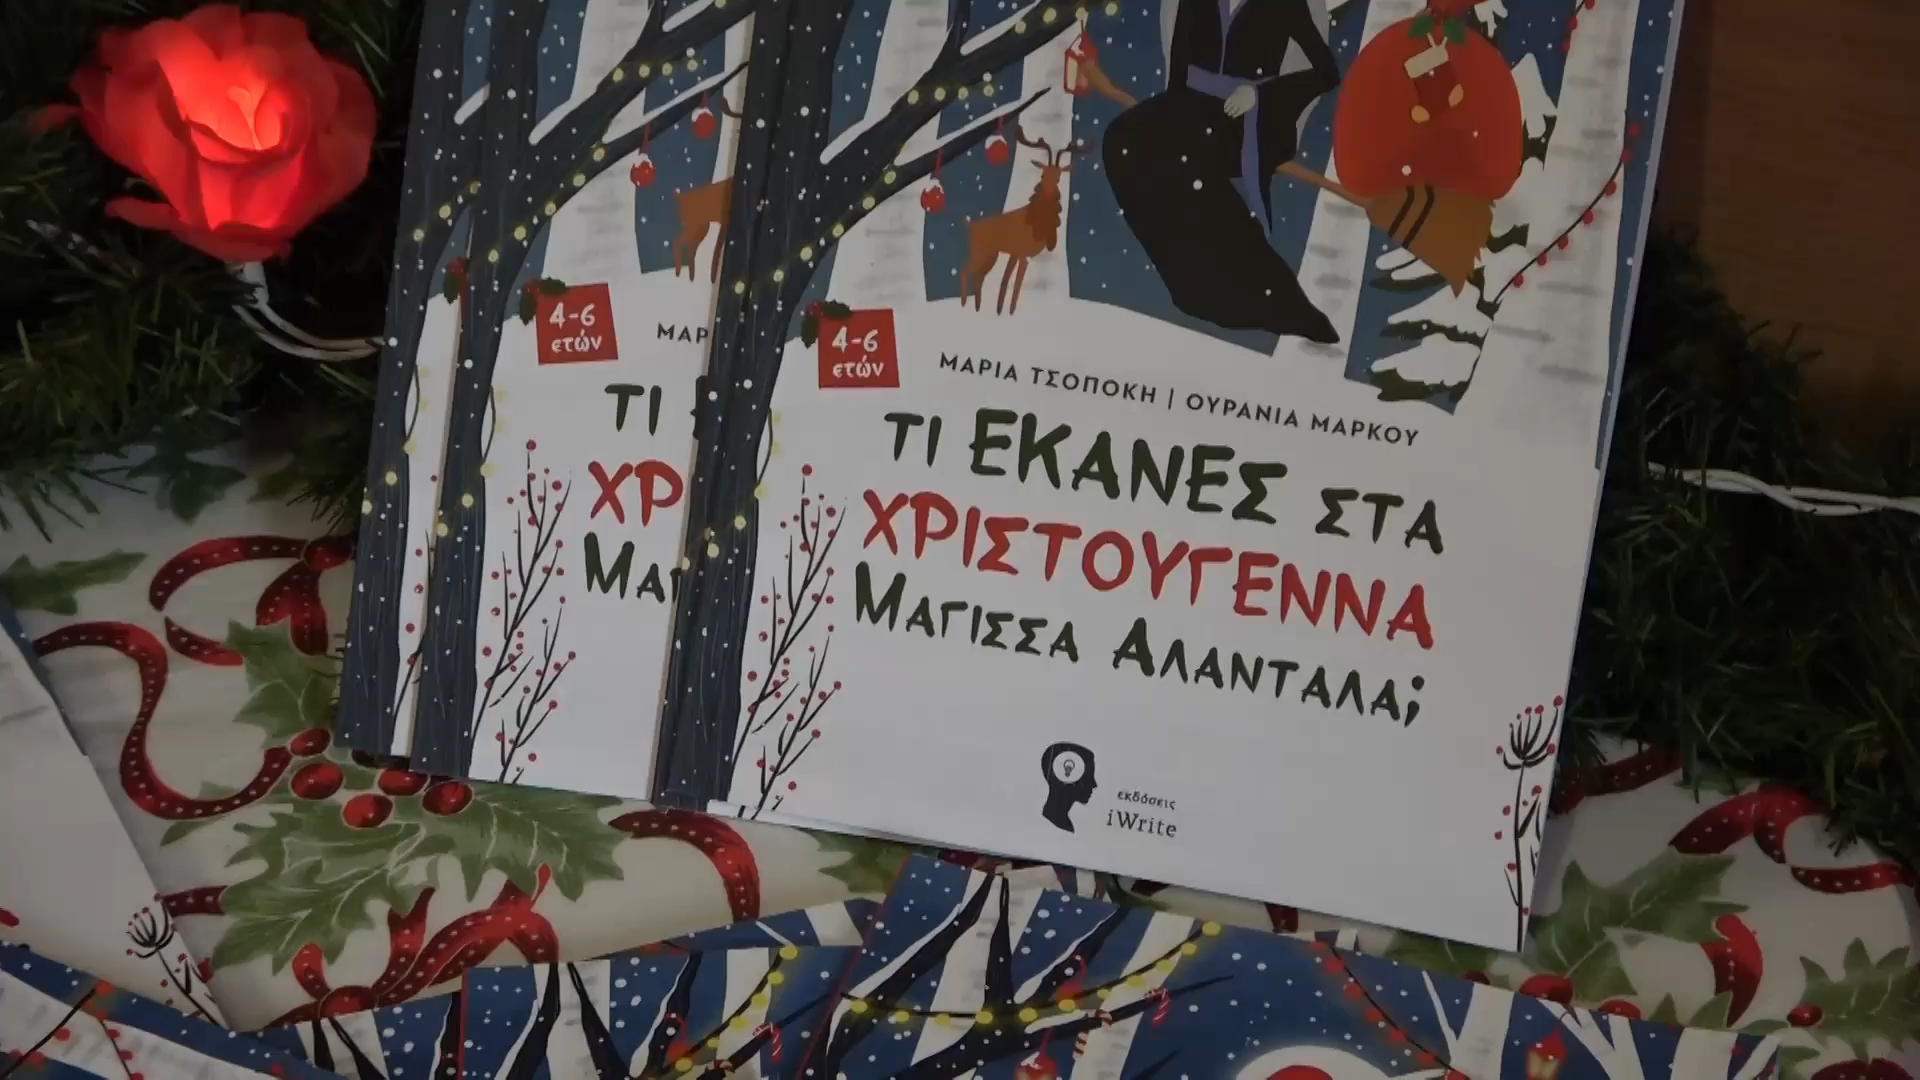 4-6
ετών
ΜΑΡ
ΤΙ
ΧΡ
ΜΑΓ
4-6
ετών
ΜΑΡΙΑ ΤΣΟΠΟΚΗ | ΟΥΡΑΝΙΑ ΜΑΡΚΟΥ
ΤΙ ΕΚΑΝΕΣ ΣΤΑ
ΧΡΙΣΤΟΥΓΕΝΝΑ
ΜΑΓΙΣΣΑ ΑΛΑΝΤΑΛΑ;
εκδόσεις
iWrite